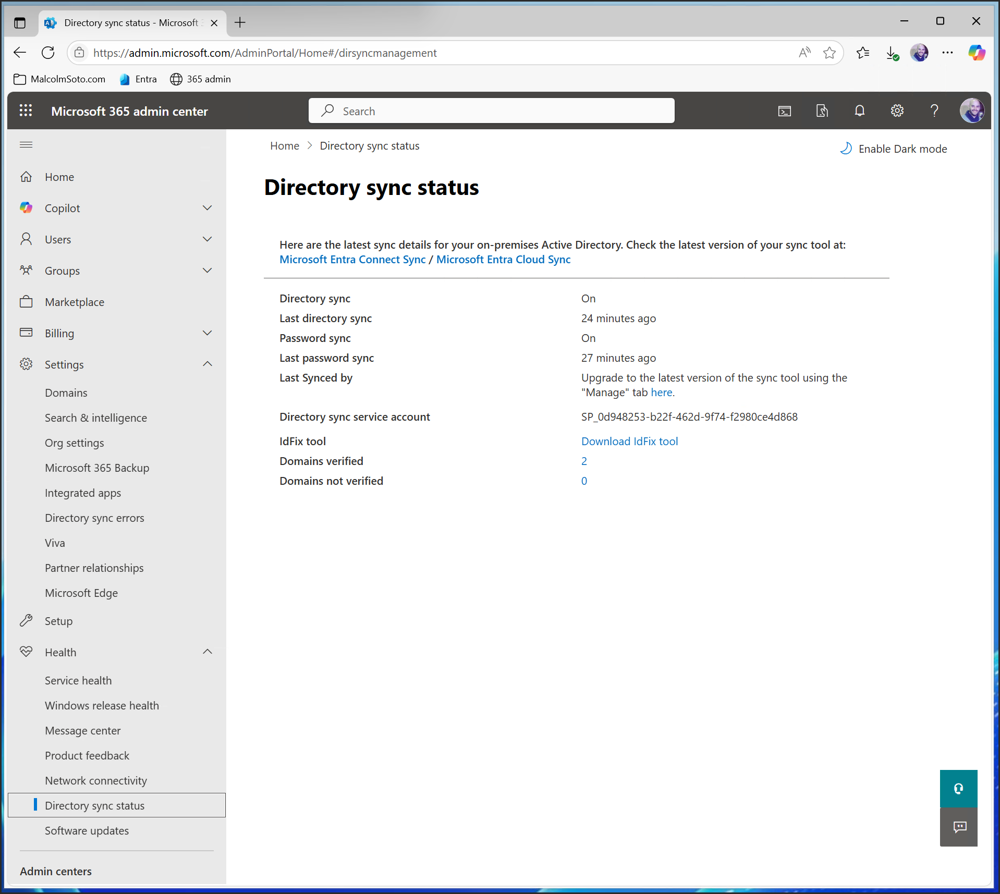 Directory sync status - Microsoft
https://admin.microsoft.com/AdminPortal/Home#/dirsyncmanagement
MalcolmSoto.com
Entra
365 admin
Microsoft 365 admin center
Search
Home
Copilot
Users
Groups
Marketplace
Billing
Settings
Domains
Search & intelligence
Org settings
Microsoft 365 Backup
Integrated apps
Directory sync errors
Viva
Partner relationships
Microsoft Edge
Setup
Health
Service health
Windows release health
Message center
Product feedback
Network connectivity
Directory sync status
Software updates
Admin centers
Home > Directory sync status
Enable Dark mode
Directory sync status
Here are the latest sync details for your on-premises Active Directory. Check the latest version of your sync tool at:
Microsoft Entra Connect Sync / Microsoft Entra Cloud Sync
Directory sync On
Last directory sync 24 minutes ago
Password sync On
Last password sync 27 minutes ago
Last Synced by Upgrade to the latest version of the sync tool using the
"Manage" tab here.
Directory sync service account SP_0d948253-b22f-462d-9f74-f2980ce4d868
IdFix tool Download IdFix tool
Domains verified 2
Domains not verified 0